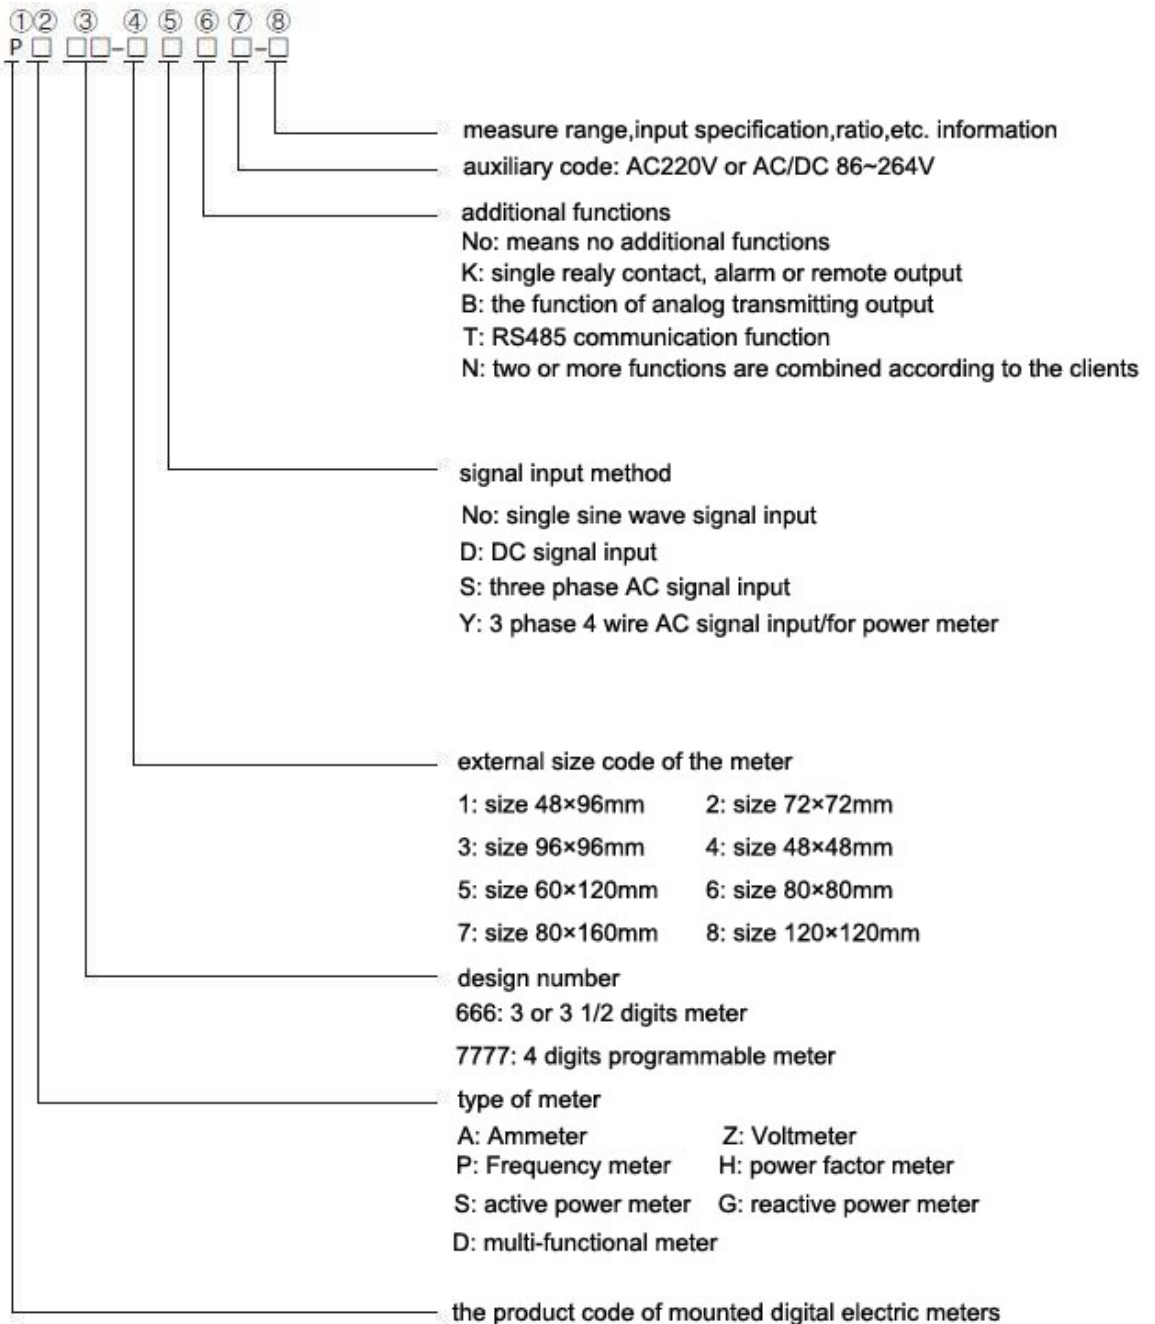 ①② ③ ④ ⑤ ⑥ ⑦ ⑧
P□ □□-□ □ □ □-□
measure range,input specification,ratio,etc. information
auxiliary code: AC220V or AC/DC 86~264V
additional functions
No: means no additional functions
K: single realy contact, alarm or remote output
B: the function of analog transmitting output
T: RS485 communication function
N: two or more functions are combined according to the clients
signal input method
No: single sine wave signal input
D: DC signal input
S: three phase AC signal input
Y: 3 phase 4 wire AC signal input/for power meter
external size code of the meter
1: size 48×96mm 2: size 72×72mm
3: size 96×96mm 4: size 48×48mm
5: size 60×120mm 6: size 80×80mm
7: size 80×160mm 8: size 120×120mm
design number
666: 3 or 3 1/2 digits meter
7777: 4 digits programmable meter
type of meter
A: Ammeter Z: Voltmeter
P: Frequency meter H: power factor meter
S: active power meter G: reactive power meter
D: multi-functional meter
the product code of mounted digital electric meters